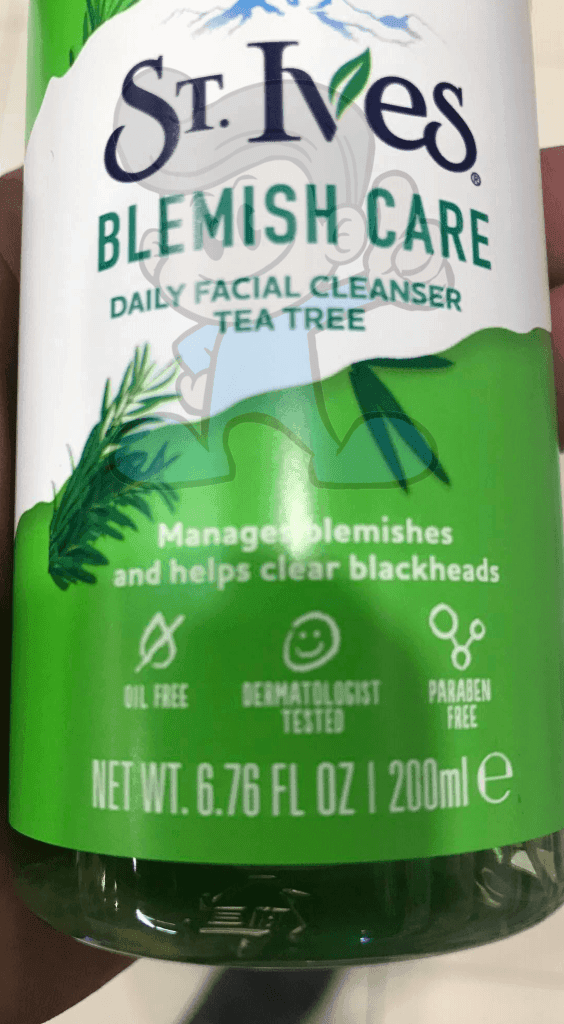 ST. Ives®
BLEMISH CARE
DAILY FACIAL CLEANSER
TEA TREE
Manages blemishes
and helps clear blackheads
OIL FREE
DERMATOLOGIST
TESTED
PARABEN
FREE
NET WT. 6.76 FL OZ | 200ml e